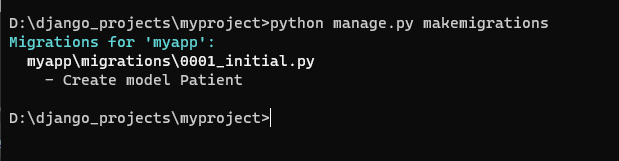 D:\django_projects\myproject>python manage.py makemigrations
Migrations for 'myapp':
myapp\migrations\0001_initial.py
- Create model Patient
D:\django_projects\myproject>